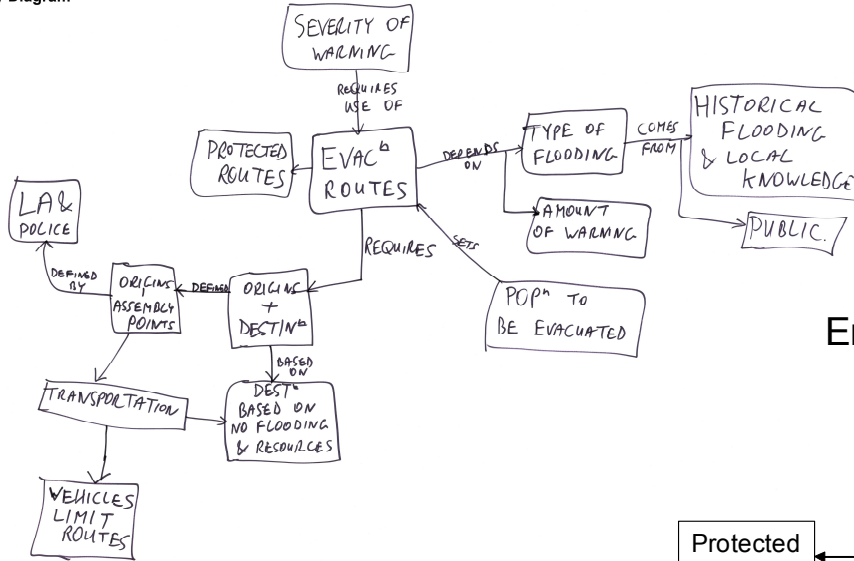 Diagram
SEVERITY OF
WARNING
REQUIRES
USE OF
PROTECTED
ROUTES
EVACⁿ
ROUTES
DEPENDS
ON
TYPE OF
FLOODING
COMES
FROM
HISTORICAL
FLOODING
& LOCAL
KNOWLEDGE
AMOUNT
OF WARNING
PUBLIC.
LA &
POLICE
REQUIRES
SETS
POPⁿ TO
BE EVACUATED
DEFINED
BY
ORIGINS
+
ASSEMBLY
POINTS
DEFINED
ORIGINS
+
DESTINⁿ
BASED
ON
TRANSPORTATION
DESTⁿ
BASED ON
NO FLOODING
& RESOURCES
VEHICLES
LIMIT
ROUTES
Protected